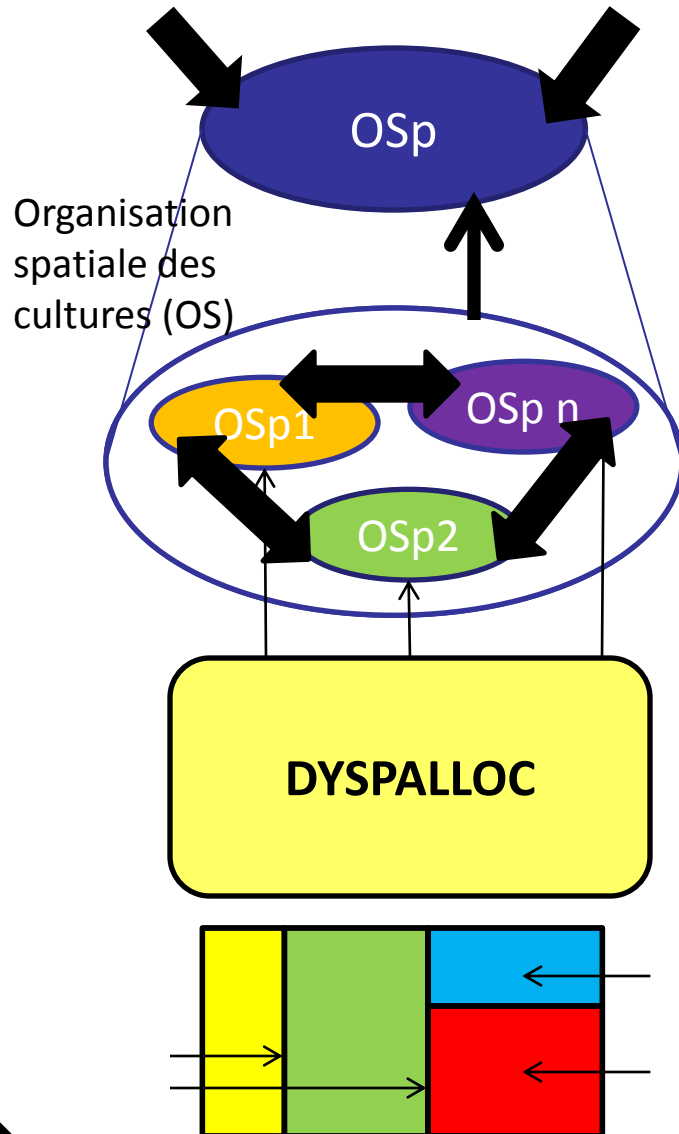 OSp
Organisation
spatiale des
cultures (OS)
OSp1
OSp n
OSp2
DYSPALLOC